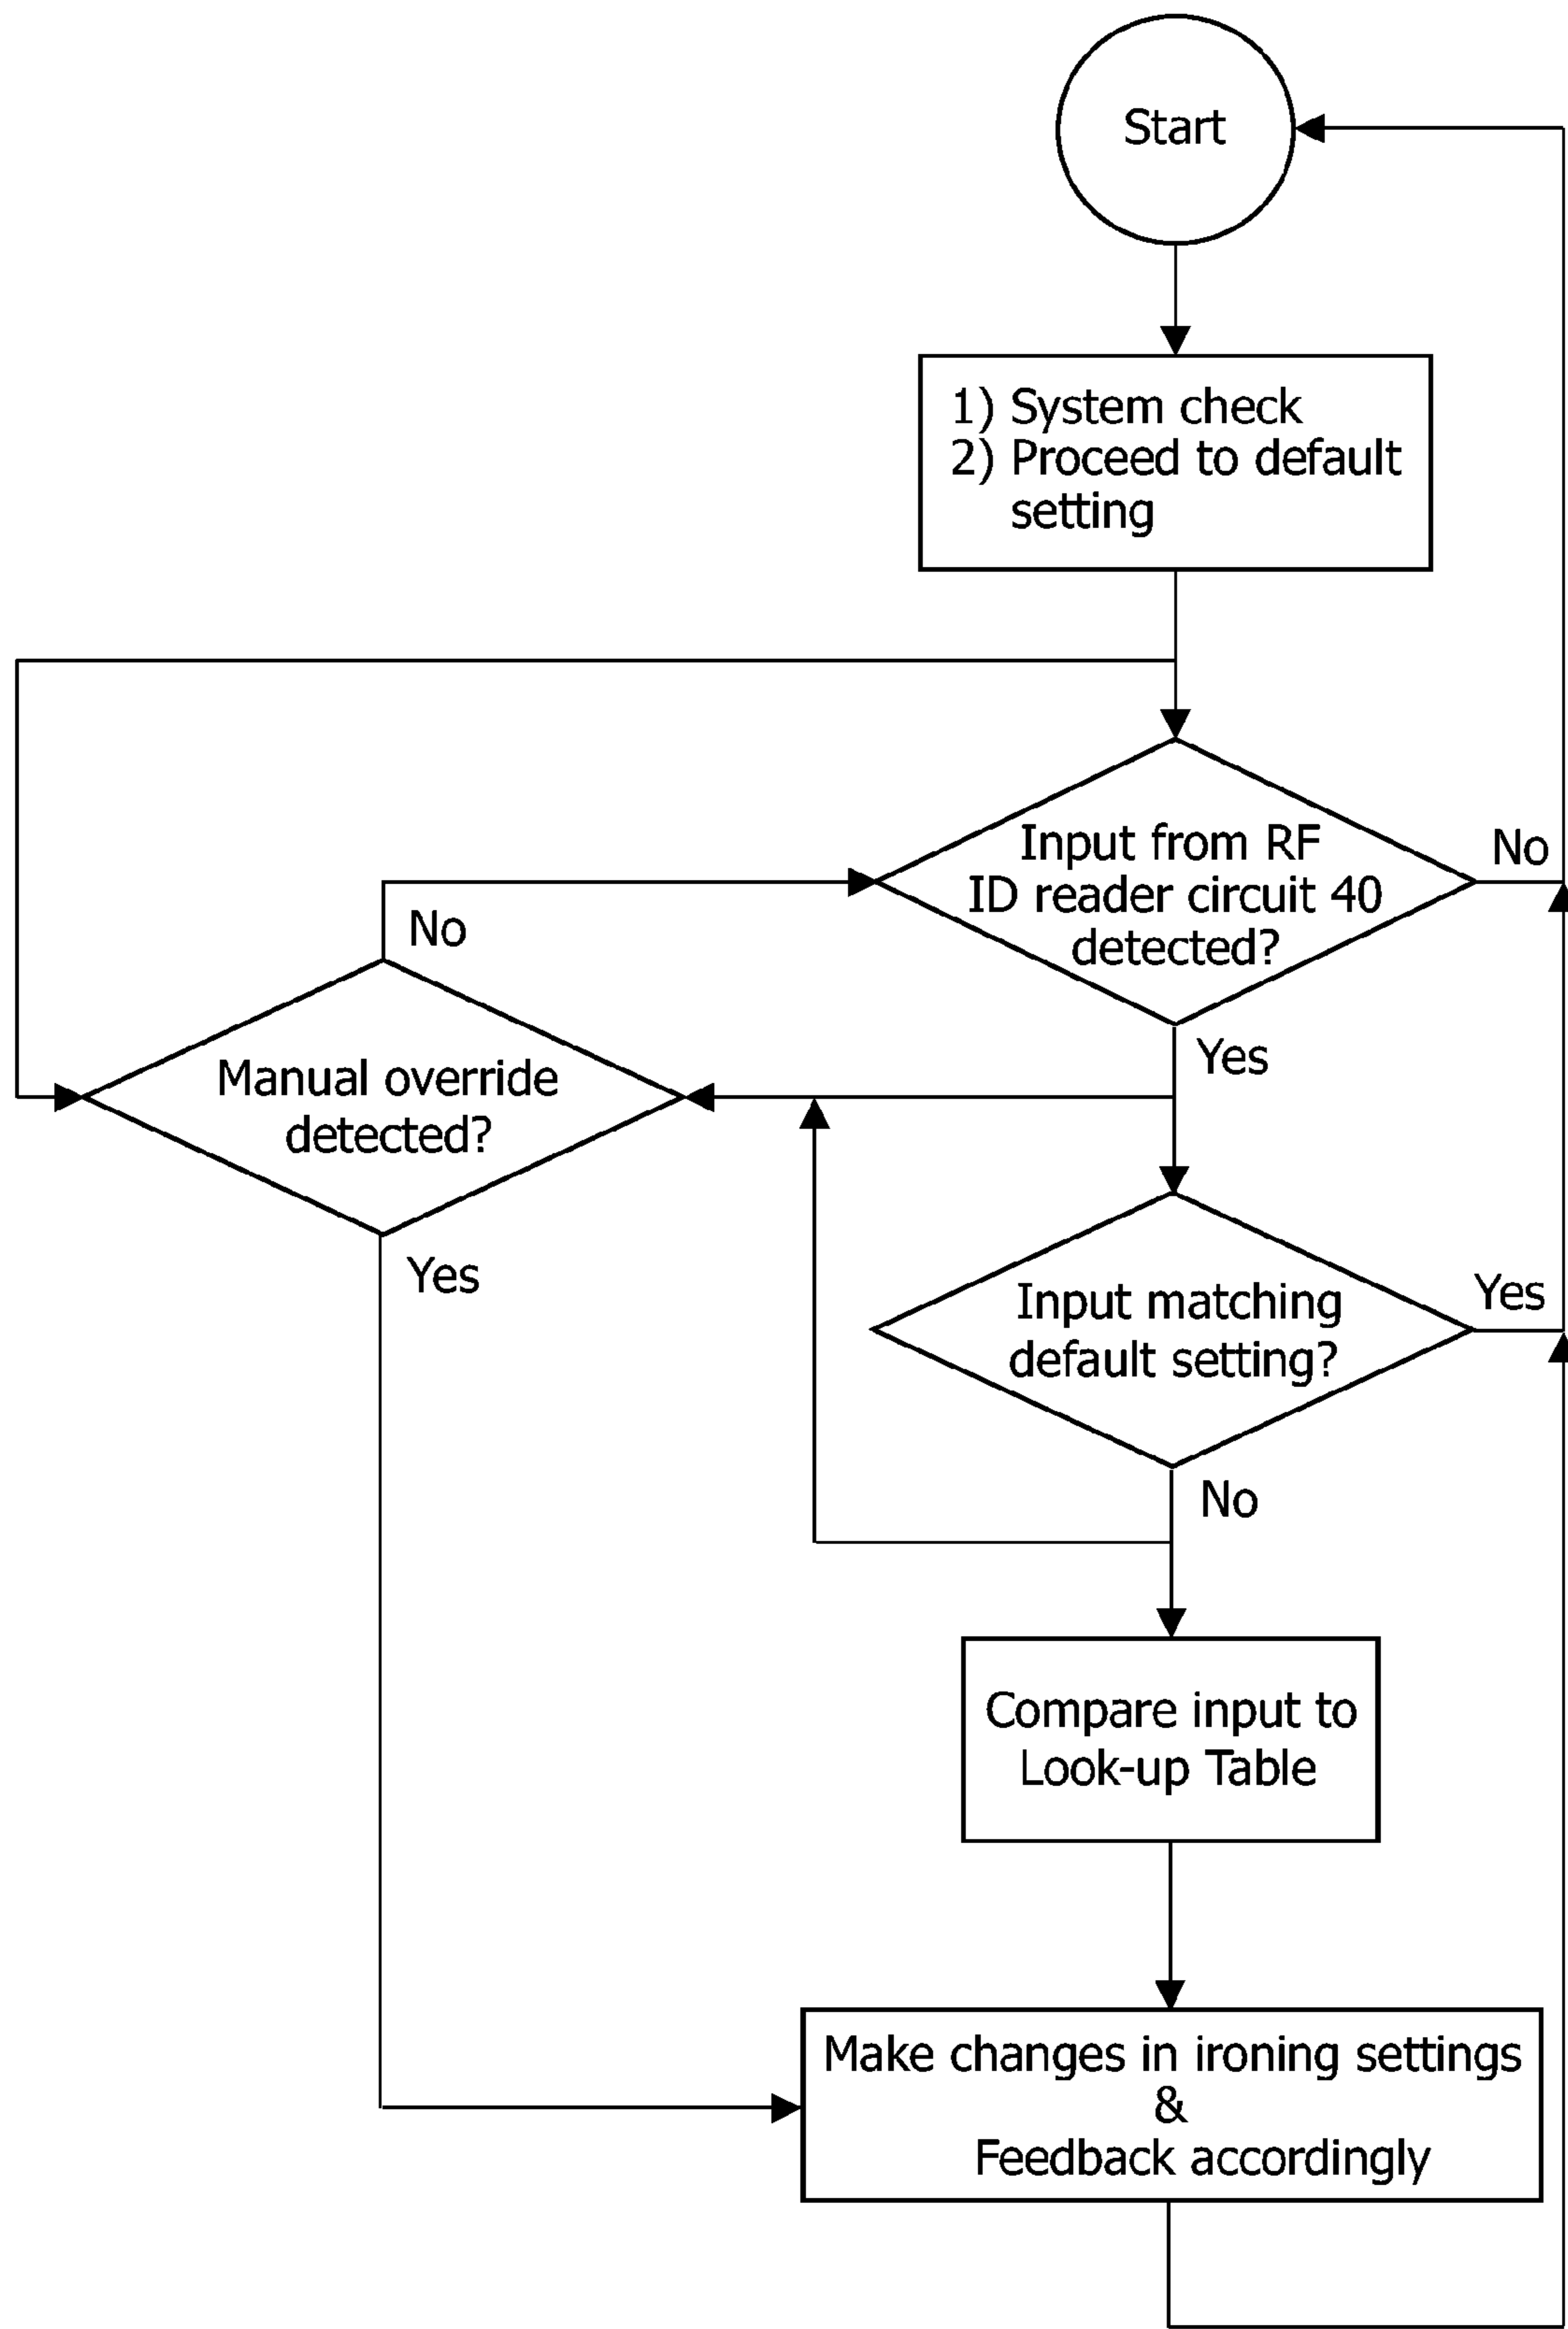 Start
1) System check
2) Proceed to default
setting
Input from RF
ID reader circuit 40
detected?
No
No
Yes
Manual override
detected?
Yes
Input matching
default setting?
Yes
No
Compare input to
Look-up Table
Make changes in ironing settings
&
Feedback accordingly